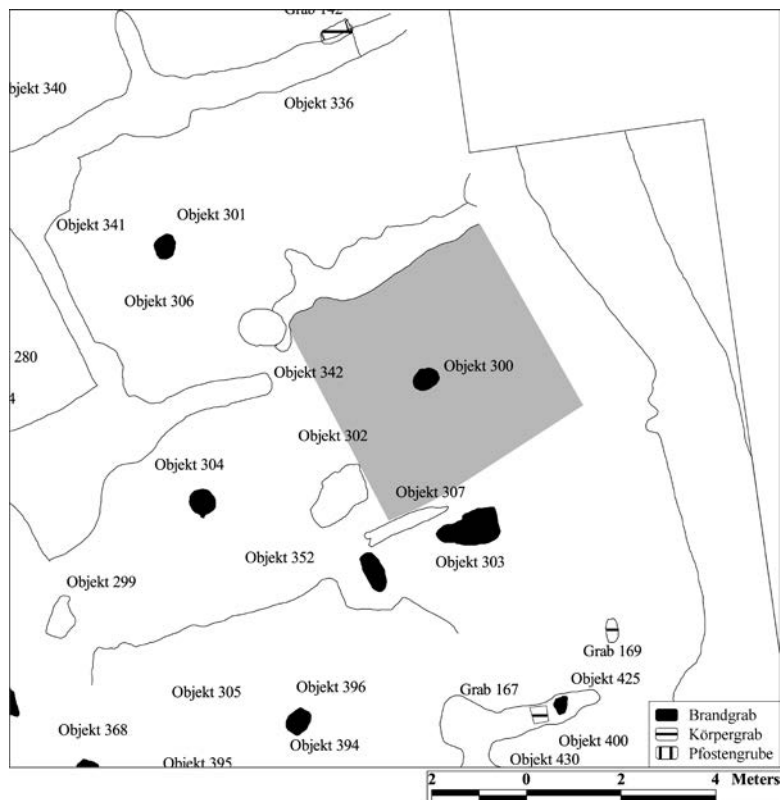 Grab 142
bjekt 340
Objekt 336
Objekt 301
Objekt 341
Objekt 306
280
Objekt 342
Objekt 300
4
Objekt 302
Objekt 304
Objekt 307
Objekt 352
Objekt 303
Objekt 299
Grab 169
Objekt 425
Objekt 396
Grab 167
Objekt 305
Objekt 368
Objekt 394
Objekt 400
Objekt 395
Objekt 430
Brandgrab
Körpergrab
Pfostengrube
2 0 2 4 Meters